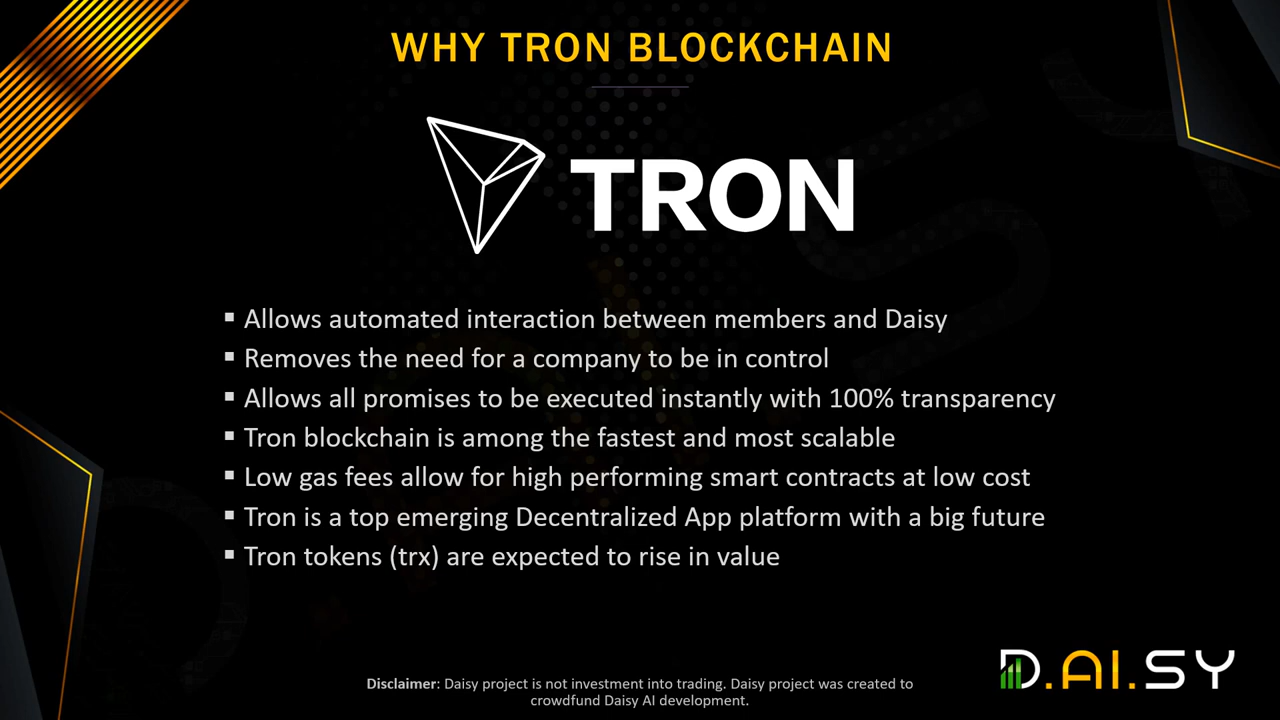 WHY TRON BLOCKCHAIN
TRON
▪ Allows automated interaction between members and Daisy
▪ Removes the need for a company to be in control
▪ Allows all promises to be executed instantly with 100% transparency
▪ Tron blockchain is among the fastest and most scalable
▪ Low gas fees allow for high performing smart contracts at low cost
▪ Tron is a top emerging Decentralized App platform with a big future
▪ Tron tokens (trx) are expected to rise in value
Disclaimer: Daisy project is not investment into trading. Daisy project was created to
crowdfund Daisy AI development.
D.AI.SY